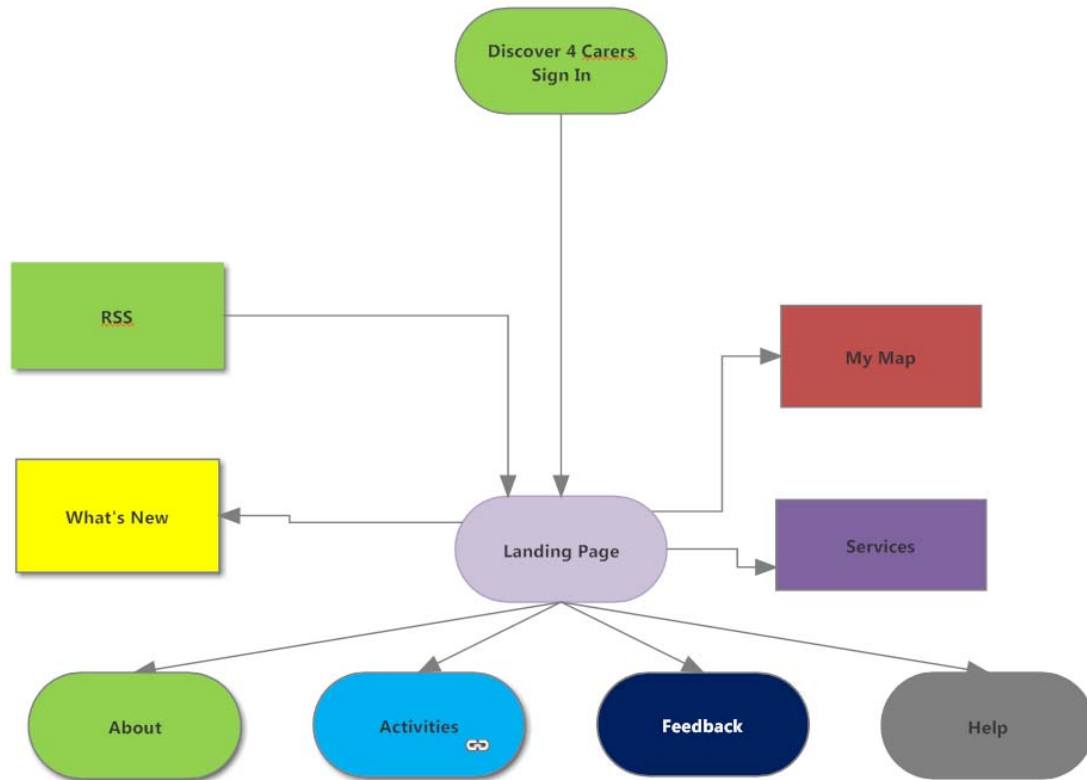 Discover 4 Carers
Sign In
RSS
My Map
What's New
Landing Page
Services
About
Activities
Feedback
Help